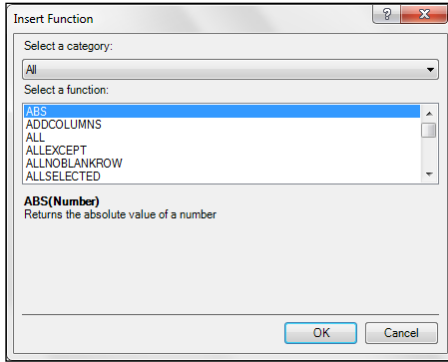 Insert Function
?
X
Select a category:
All
Select a function:
ABS
ADDCOLUMNS
ALL
ALLEXCEPT
ALLNOBLANKROW
ALLSELECTED
ABS(Number)
Returns the absolute value of a number
OK
Cancel